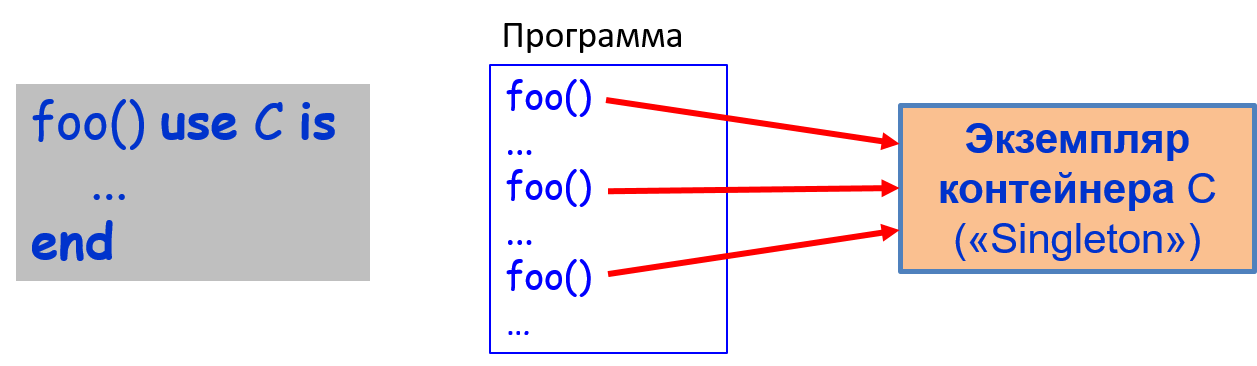 foo() use C is
...
end
Программа
foo()
...
foo()
...
foo()
...
Экземпляр
контейнера C
(«Singleton»)